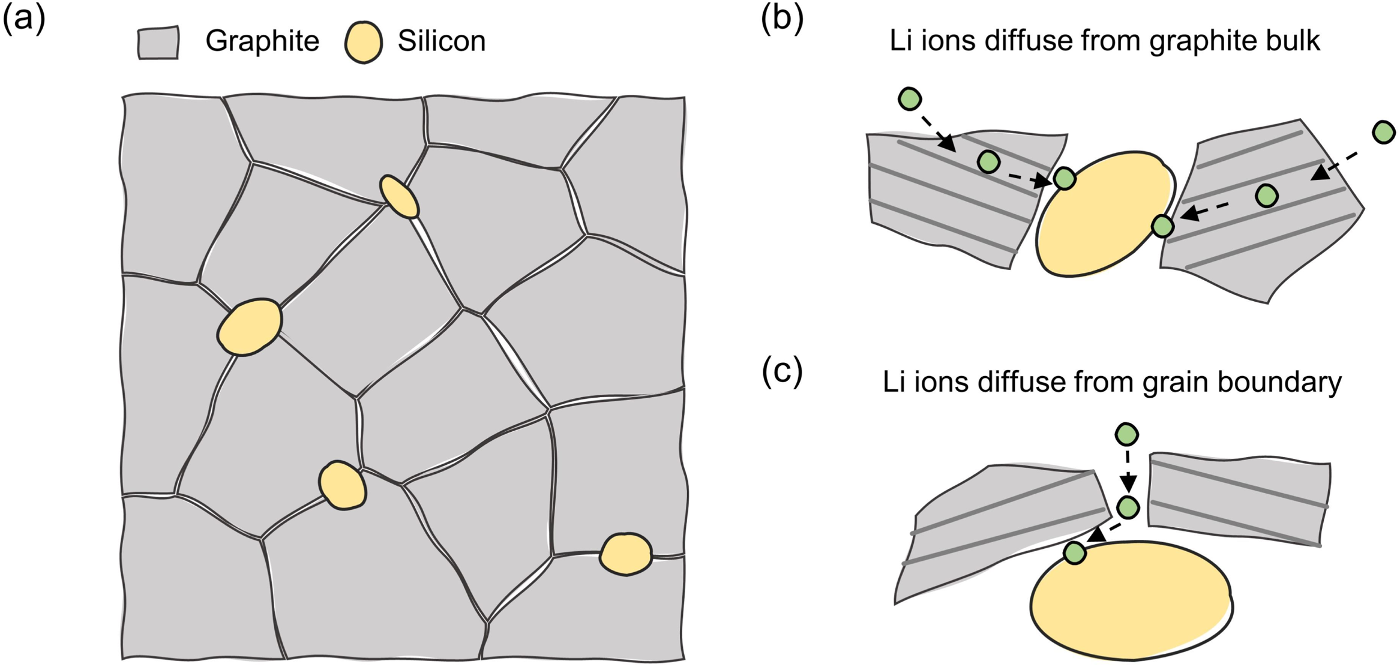 (a)
Graphite Silicon
(b)
Li ions diffuse from graphite bulk
(c)
Li ions diffuse from grain boundary